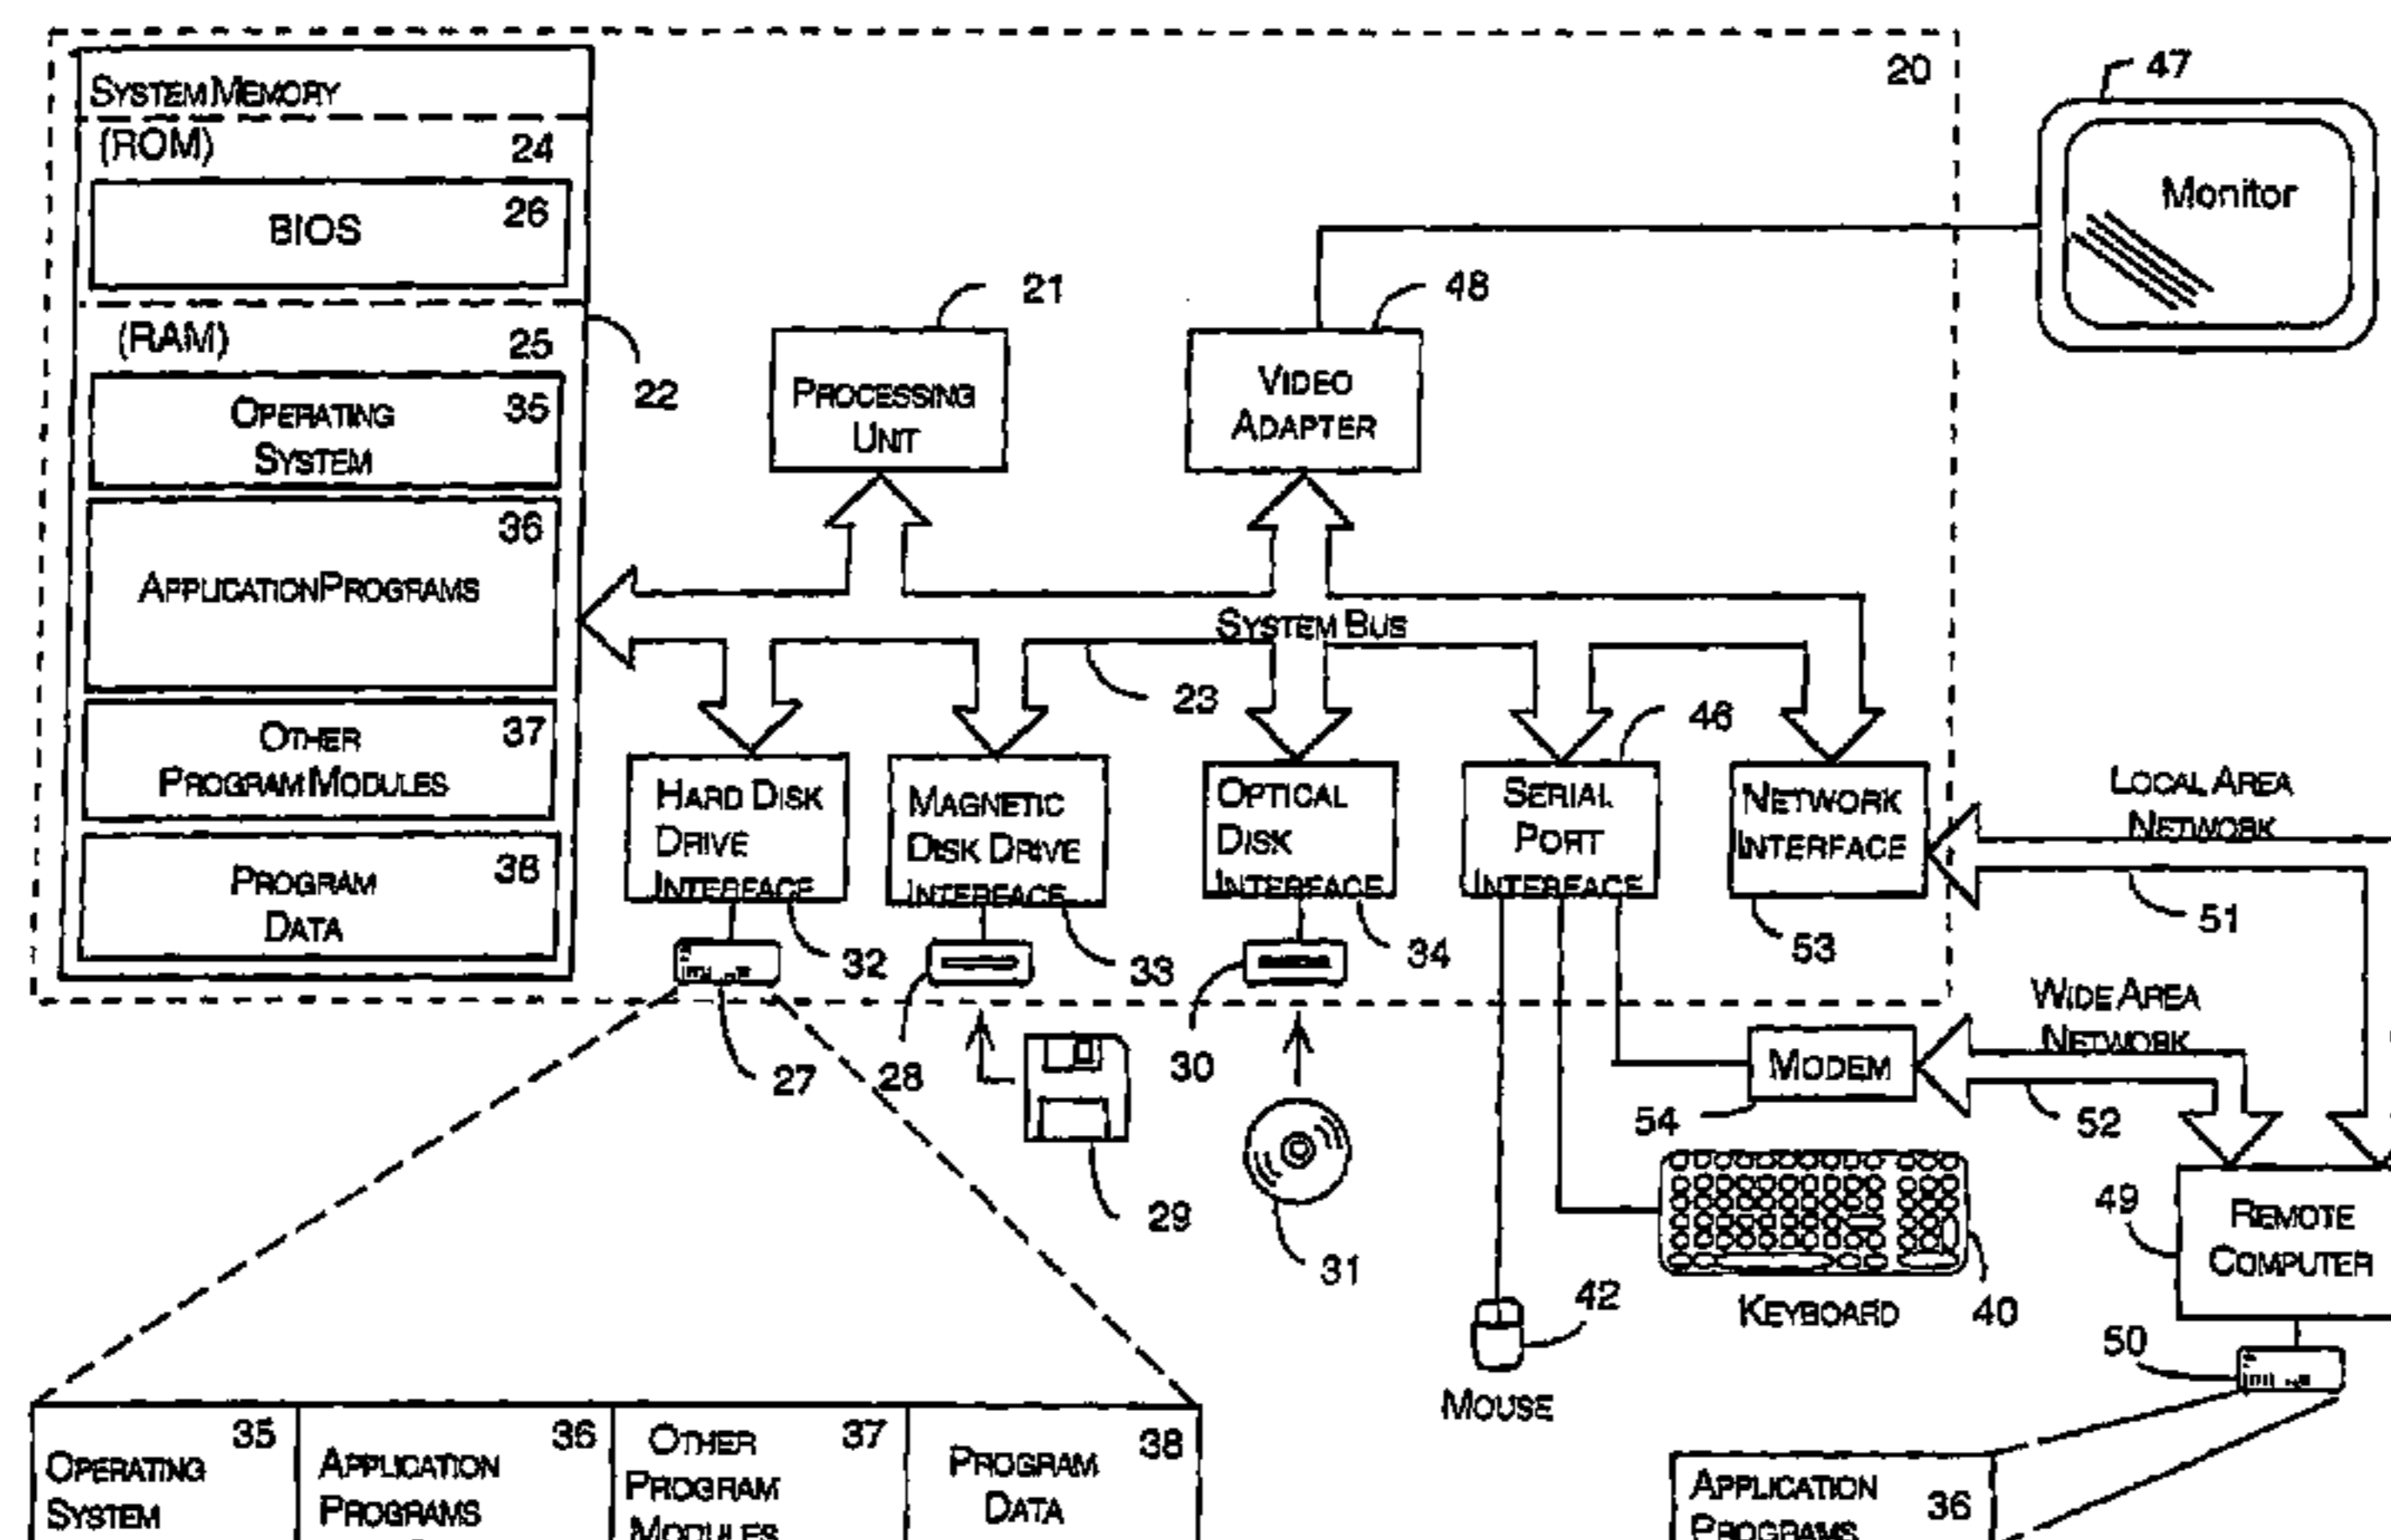 SYSTEM MEMORY
(ROM) 24
BIOS 26
(RAM) 25
OPERATING 35
SYSTEM
36
APPLICATION PROGRAMS
OTHER 37
PROGRAM MODULES
PROGRAM 38
DATA
22
20
47
Monitor
21
PROCESSING
UNIT
48
VIDEO
ADAPTER
SYSTEM BUS
23
HARD DISK
DRIVE
INTERFACE
32
MAGNETIC
DISK DRIVE
INTERFACE
33
OPTICAL
DISK
INTERFACE
34
46
SERIAL
PORT
INTERFACE
NETWORK
INTERFACE
53
LOCAL AREA
NETWORK
51
WIDE AREA
NETWORK
52
27
28
29
30
31
MODEM
54
KEYBOARD
40
42
MOUSE
49
REMOTE
COMPUTER
50
OPERATING 35
SYSTEM
APPLICATION 36
PROGRAMS
OTHER 37
PROGRAM
MODULES
PROGRAM 38
DATA
APPLICATION
PROGRAMS 36